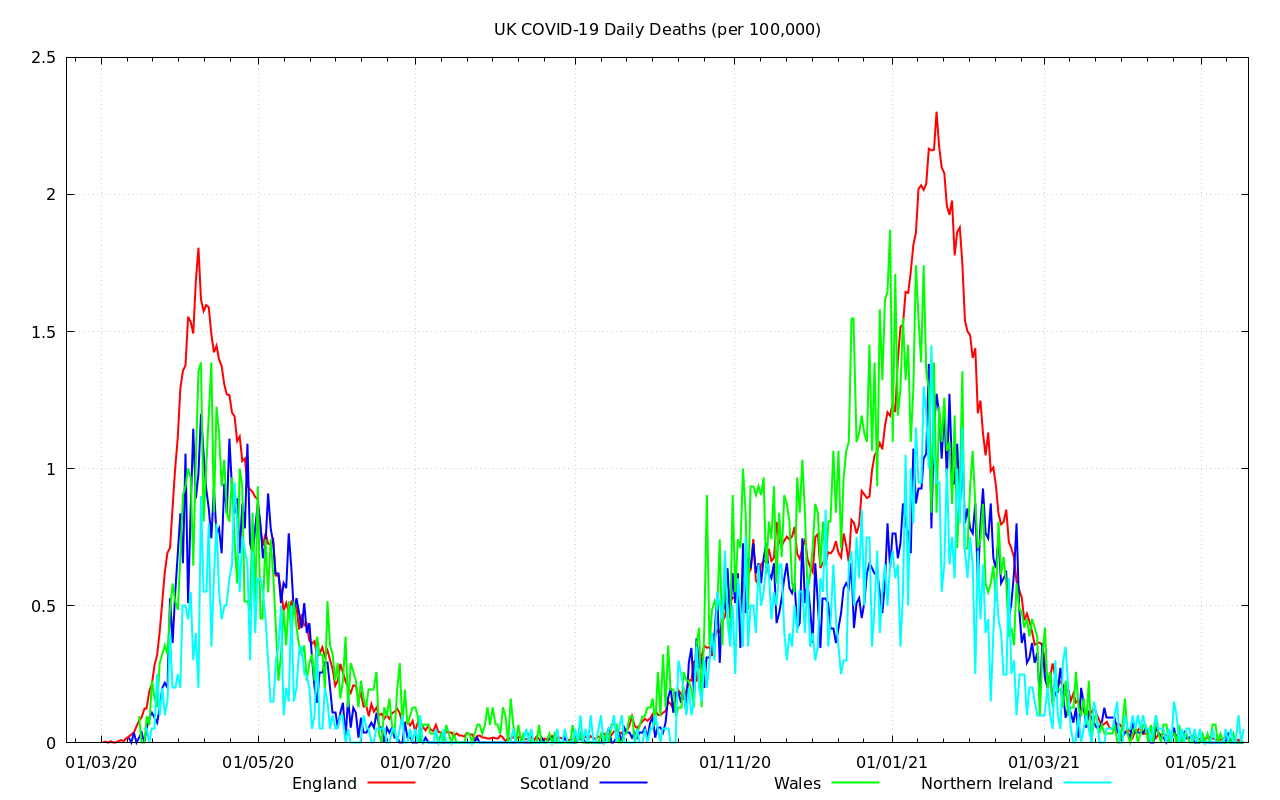 UK COVID-19 Daily Deaths (per 100,000)
2.5
2
1.5
1
0.5
0
01/03/20 01/05/20 01/07/20 01/09/20 01/11/20 01/01/21 01/03/21 01/05/21
England Scotland Wales Northern Ireland